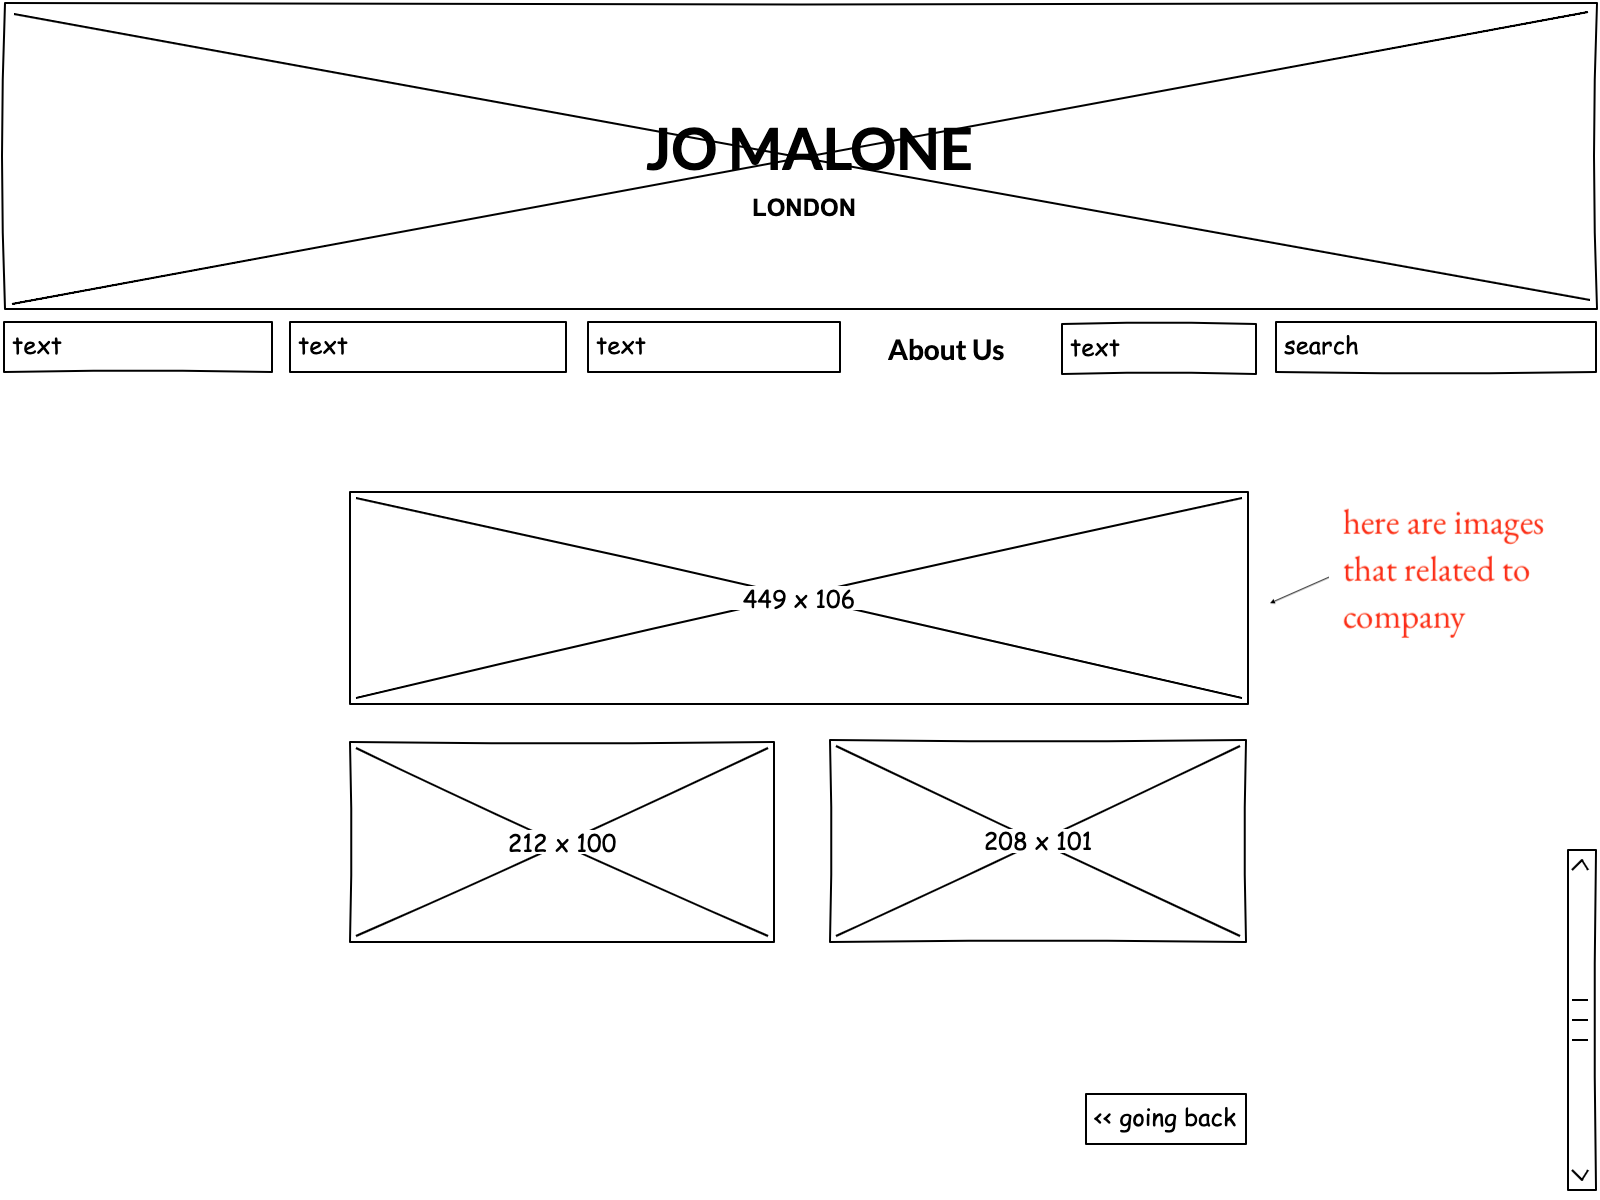 JO MALONE
LONDON
text
text
text
About Us
text
search
449 x 106
here are images
that related to
company
212 x 100
208 x 101
<< going back